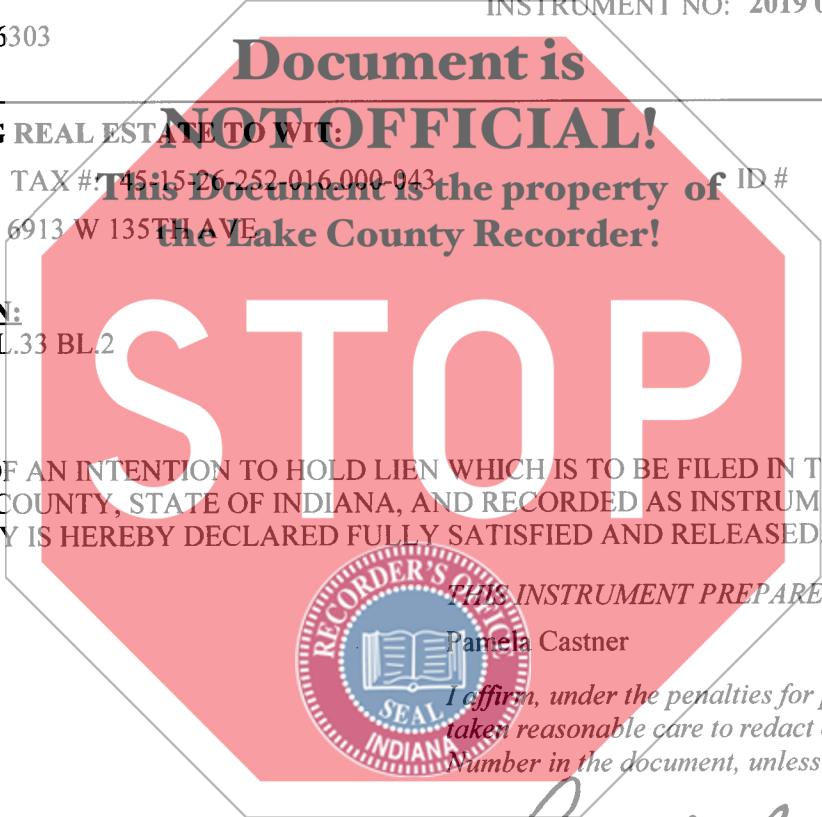 INSTRUMENT NO: 2019 0
6303
Document is
NOT OFFICIAL!
G REAL ESTATE TO WIT:
TAX #: 45-15-26-252-016.000-043 ID #
This Document is the property of
6913 W 135TH AVE
the Lake County Recorder!
N:
L.33 BL.2
STOP
OF AN INTENTION TO HOLD LIEN WHICH IS TO BE FILED IN T
COUNTY, STATE OF INDIANA, AND RECORDED AS INSTRUM
Y IS HEREBY DECLARED FULLY SATISFIED AND RELEASED.
RECORDER'S OFFIC
SEAL
INDIANA
THIS INSTRUMENT PREPARE
Pamela Castner
I affirm, under the penalties for p
taken reasonable care to redact
Number in the document, unless